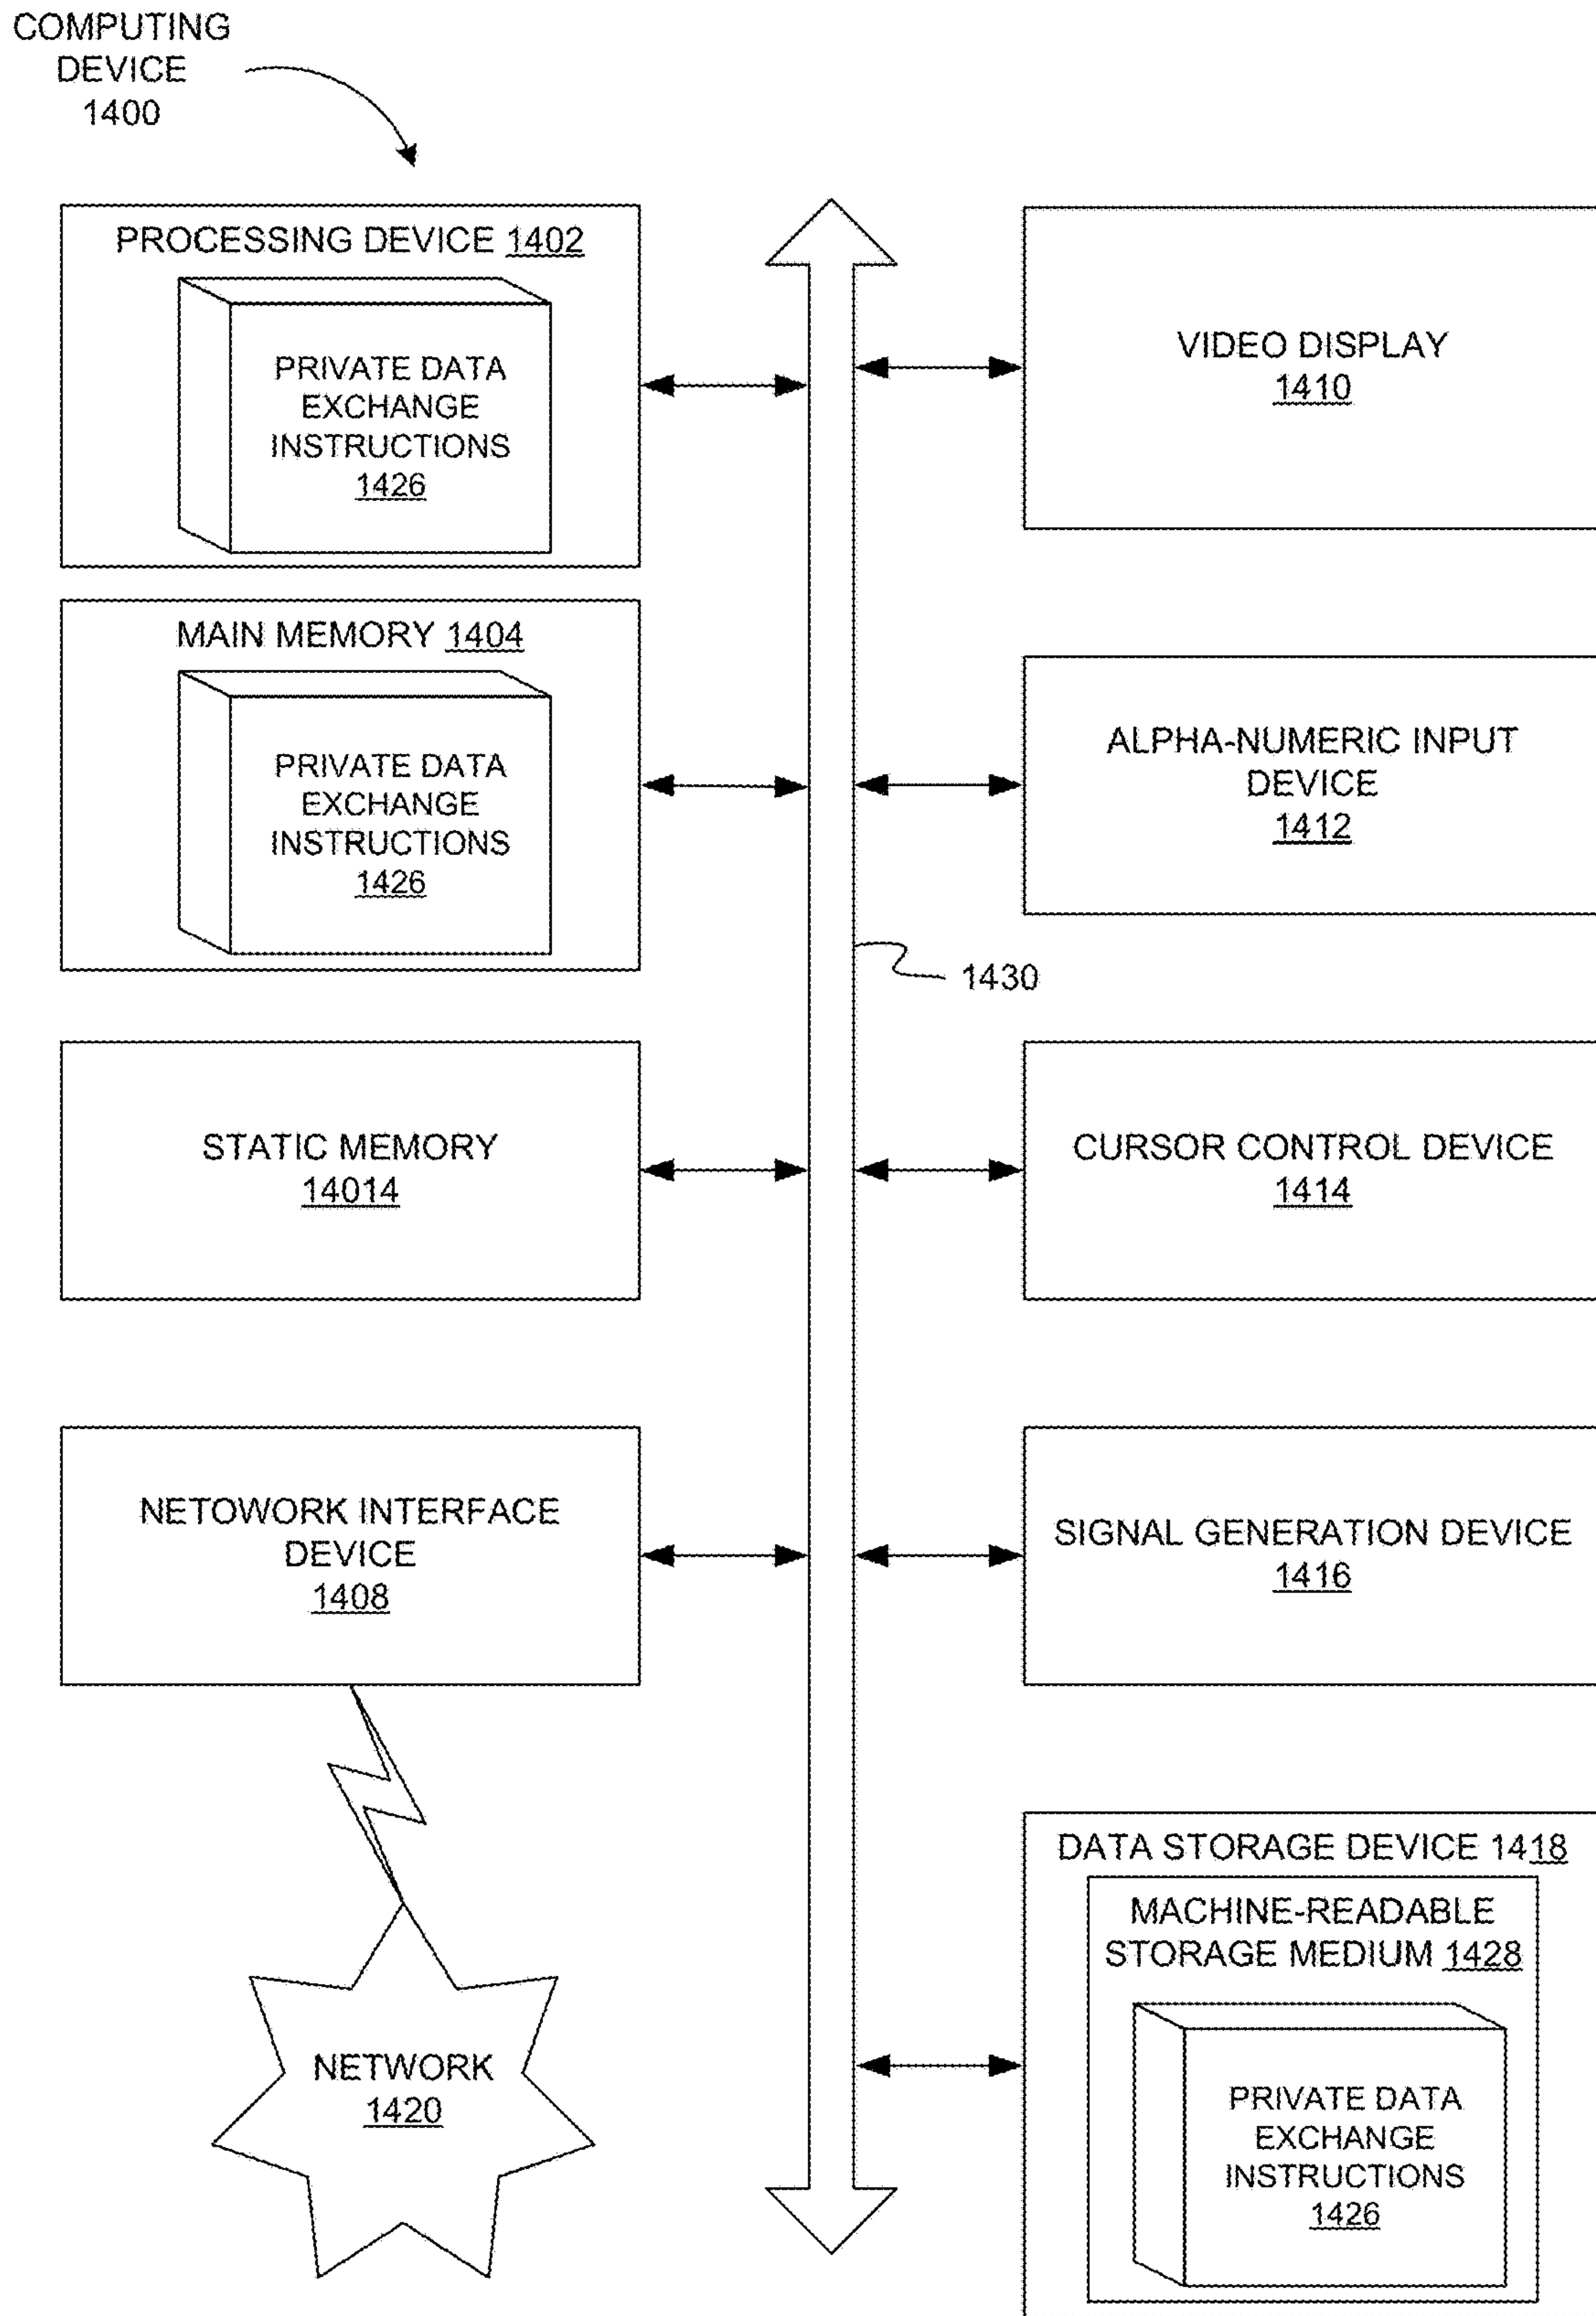 COMPUTING
DEVICE
1400
PROCESSING DEVICE 1402
PRIVATE DATA
EXCHANGE
INSTRUCTIONS
1426
MAIN MEMORY 1404
PRIVATE DATA
EXCHANGE
INSTRUCTIONS
1426
STATIC MEMORY
14014
NETOWORK INTERFACE
DEVICE
1408
NETWORK
1420
1430
VIDEO DISPLAY
1410
ALPHA-NUMERIC INPUT
DEVICE
1412
CURSOR CONTROL DEVICE
1414
SIGNAL GENERATION DEVICE
1416
DATA STORAGE DEVICE 1418
MACHINE-READABLE
STORAGE MEDIUM 1428
PRIVATE DATA
EXCHANGE
INSTRUCTIONS
1426